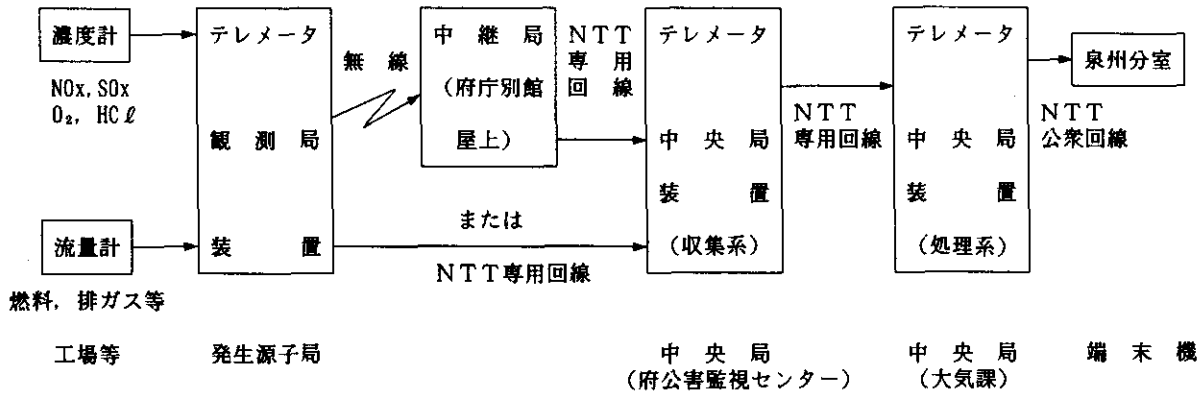 濃度計
NOx, SOx
O₂, HCℓ
流量計
燃料, 排ガス等
工場等
テレメータ
観測局
装置
発生源子局
無線
中継局
(府庁別館
屋上)
NTT
専用
回線
または
NTT専用回線
テレメータ
中央局
装置
(収集系)
中央局
(府公害監視センター)
NTT
専用回線
テレメータ
中央局
装置
(処理系)
中央局
(大気課)
NTT
公衆回線
泉州分室
端末機